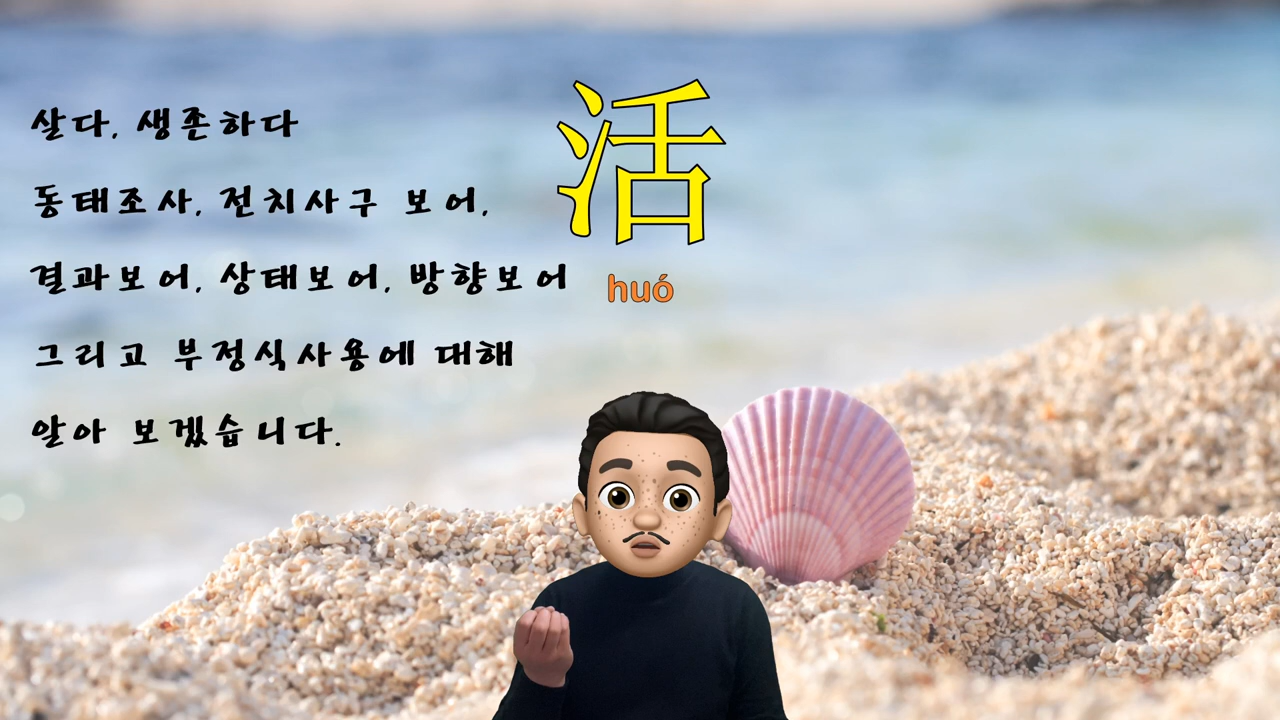 살다, 생존하다
동태조사, 전치사구 보어,
결과보어, 상태보어, 방향보어
그리고 부정식사용에 대해
알아 보겠습니다.
活
huó